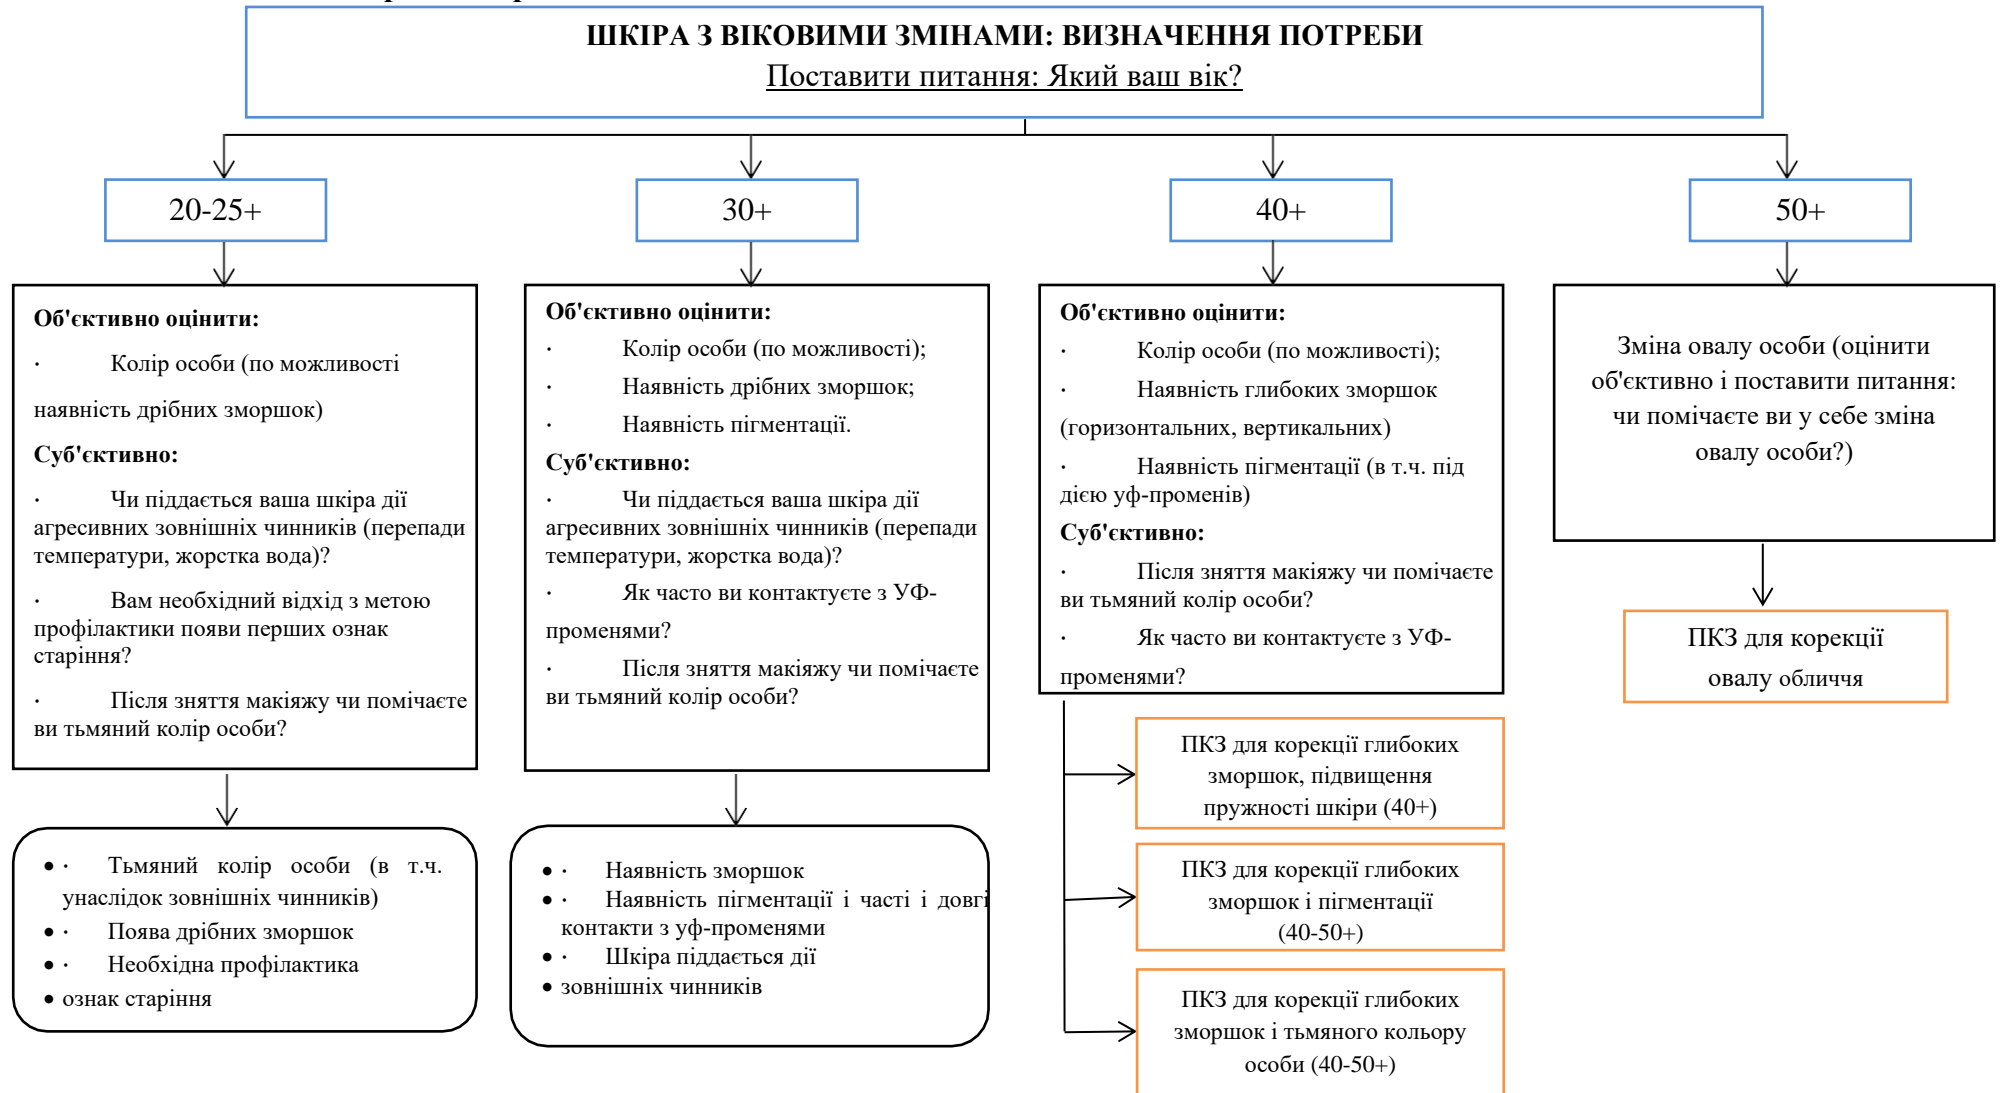 ШКІРА З ВІКОВИМИ ЗМІНАМИ: ВИЗНАЧЕННЯ ПОТРЕБИ
Поставити питання: Який ваш вік?
20-25+
30+
40+
50+
Об'єктивно оцінити:
· Колір особи (по можливості
наявність дрібних зморшок)
Суб'єктивно:
· Чи піддається ваша шкіра дії
агресивних зовнішніх чинників (перепади
температури, жорстка вода)?
· Вам необхідний відхід з метою
профілактики появи перших ознак
старіння?
· Після зняття макіяжу чи помічаєте
ви тьмяний колір особи?
Об'єктивно оцінити:
· Колір особи (по можливості);
· Наявність дрібних зморшок;
· Наявність пігментації.
Суб'єктивно:
· Чи піддається ваша шкіра дії
агресивних зовнішніх чинників (перепади
температури, жорстка вода)?
· Як часто ви контактуєте з УФ-
променями?
· Після зняття макіяжу чи помічаєте
ви тьмяний колір особи?
Об'єктивно оцінити:
· Колір особи (по можливості);
· Наявність глибоких зморшок
(горизонтальних, вертикальних)
· Наявність пігментації (в т.ч. під
дією уф-променів)
Суб'єктивно:
· Після зняття макіяжу чи помічаєте
ви тьмяний колір особи?
· Як часто ви контактуєте з УФ-
променями?
Зміна овалу особи (оцінити
об'єктивно і поставити питання:
чи помічаєте ви у себе зміна
овалу особи?)
ПКЗ для корекції
овалу обличчя
ПКЗ для корекції глибоких
зморшок, підвищення
пружності шкіри (40+)
ПКЗ для корекції глибоких
зморшок і пігментації
(40-50+)
ПКЗ для корекції глибоких
зморшок і тьмяного кольору
особи (40-50+)
• · Тьмяний колір особи (в т.ч.
унаслідок зовнішніх чинників)
• · Поява дрібних зморшок
• · Необхідна профілактика
• ознак старіння
• · Наявність зморшок
• · Наявність пігментації і часті і довгі
контакти з уф-променями
• · Шкіра піддається дії
• зовнішніх чинників